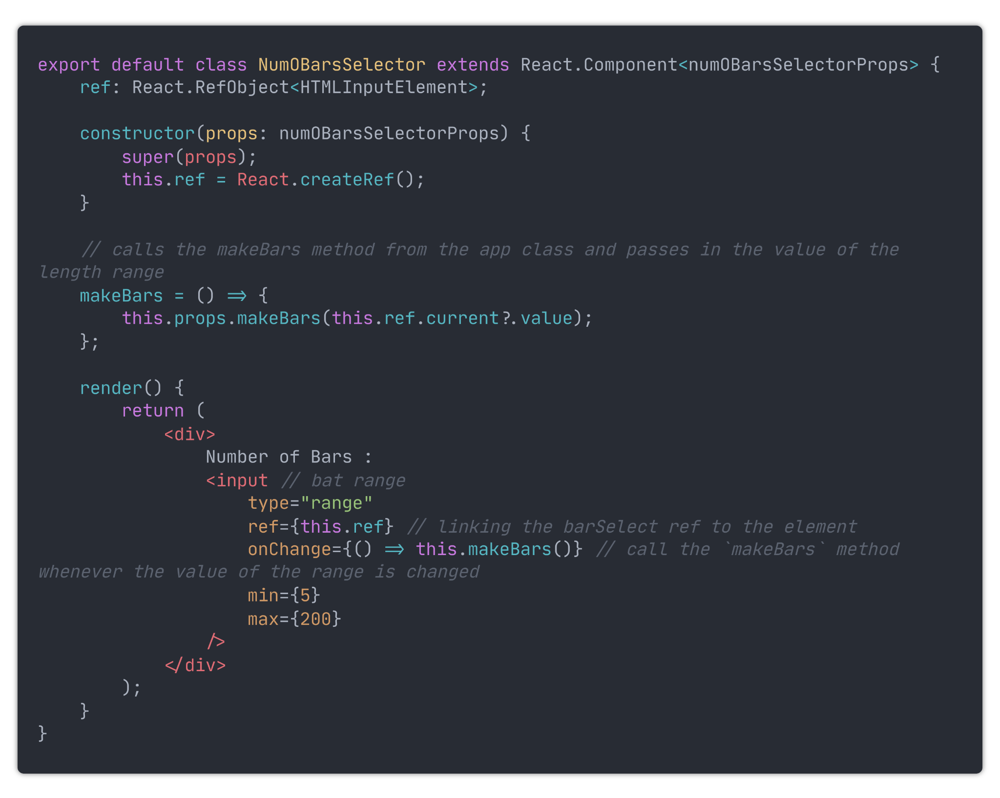 export default class NumOBarsSelector extends React.Component<numOBarsSelectorProps> {
    ref: React.RefObject<HTMLInputElement>;

    constructor(props: numOBarsSelectorProps) {
        super(props);
        this.ref = React.createRef();
    }

    // calls the makeBars method from the app class and passes in the value of the
length range
    makeBars = () => {
        this.props.makeBars(this.ref.current?.value);
    };

    render() {
        return (
            <div>
                Number of Bars :
                <input // bat range
                    type="range"
                    ref={this.ref} // linking the barSelect ref to the element
                    onChange={() => this.makeBars()} // call the `makeBars` method
whenever the value of the range is changed
                    min={5}
                    max={200}
                />
            </div>
        );
    }
}